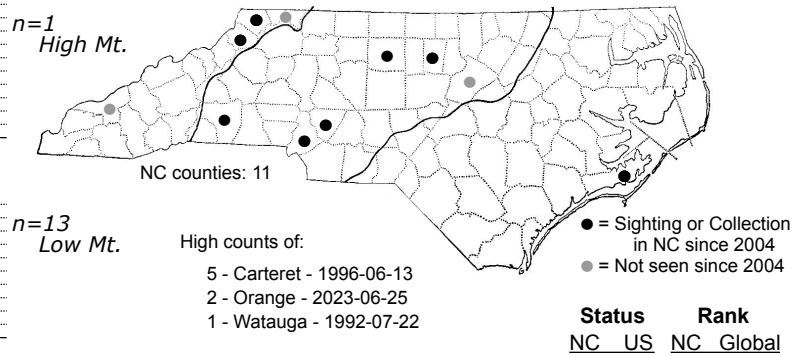 n=1
High Mt.
NC counties: 11
n=13
Low Mt.
High counts of:
5 - Carteret - 1996-06-13
2 - Orange - 2023-06-25
1 - Watauga - 1992-07-22
● = Sighting or Collection
in NC since 2004
● = Not seen since 2004
Status Rank
NC US NC Global